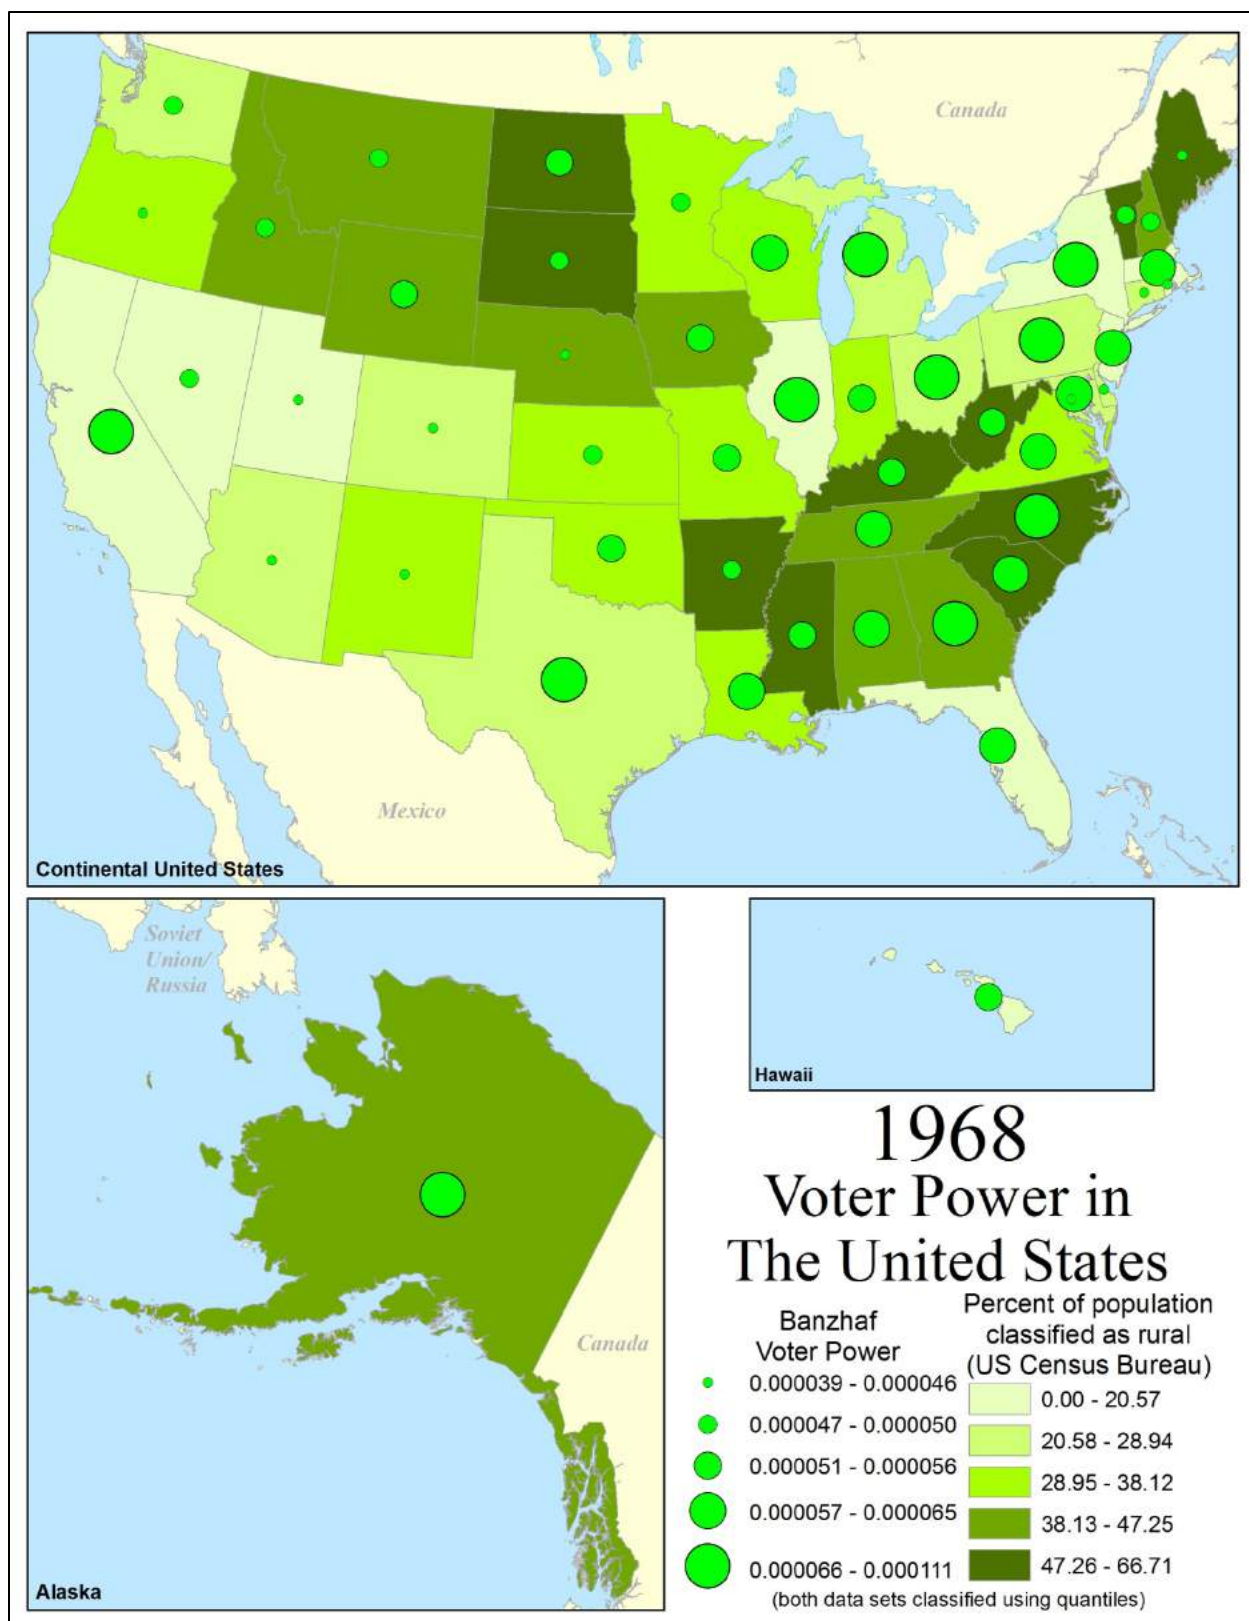 Canada
Mexico
Continental United States
Soviet
Union/
Russia
Canada
Alaska
Hawaii
1968
Voter Power in
The United States
Banzhaf
Voter Power
0.000039 - 0.000046
0.000047 - 0.000050
0.000051 - 0.000056
0.000057 - 0.000065
0.000066 - 0.000111
Percent of population
classified as rural
(US Census Bureau)
0.00 - 20.57
20.58 - 28.94
28.95 - 38.12
38.13 - 47.25
47.26 - 66.71
(both data sets classified using quantiles)